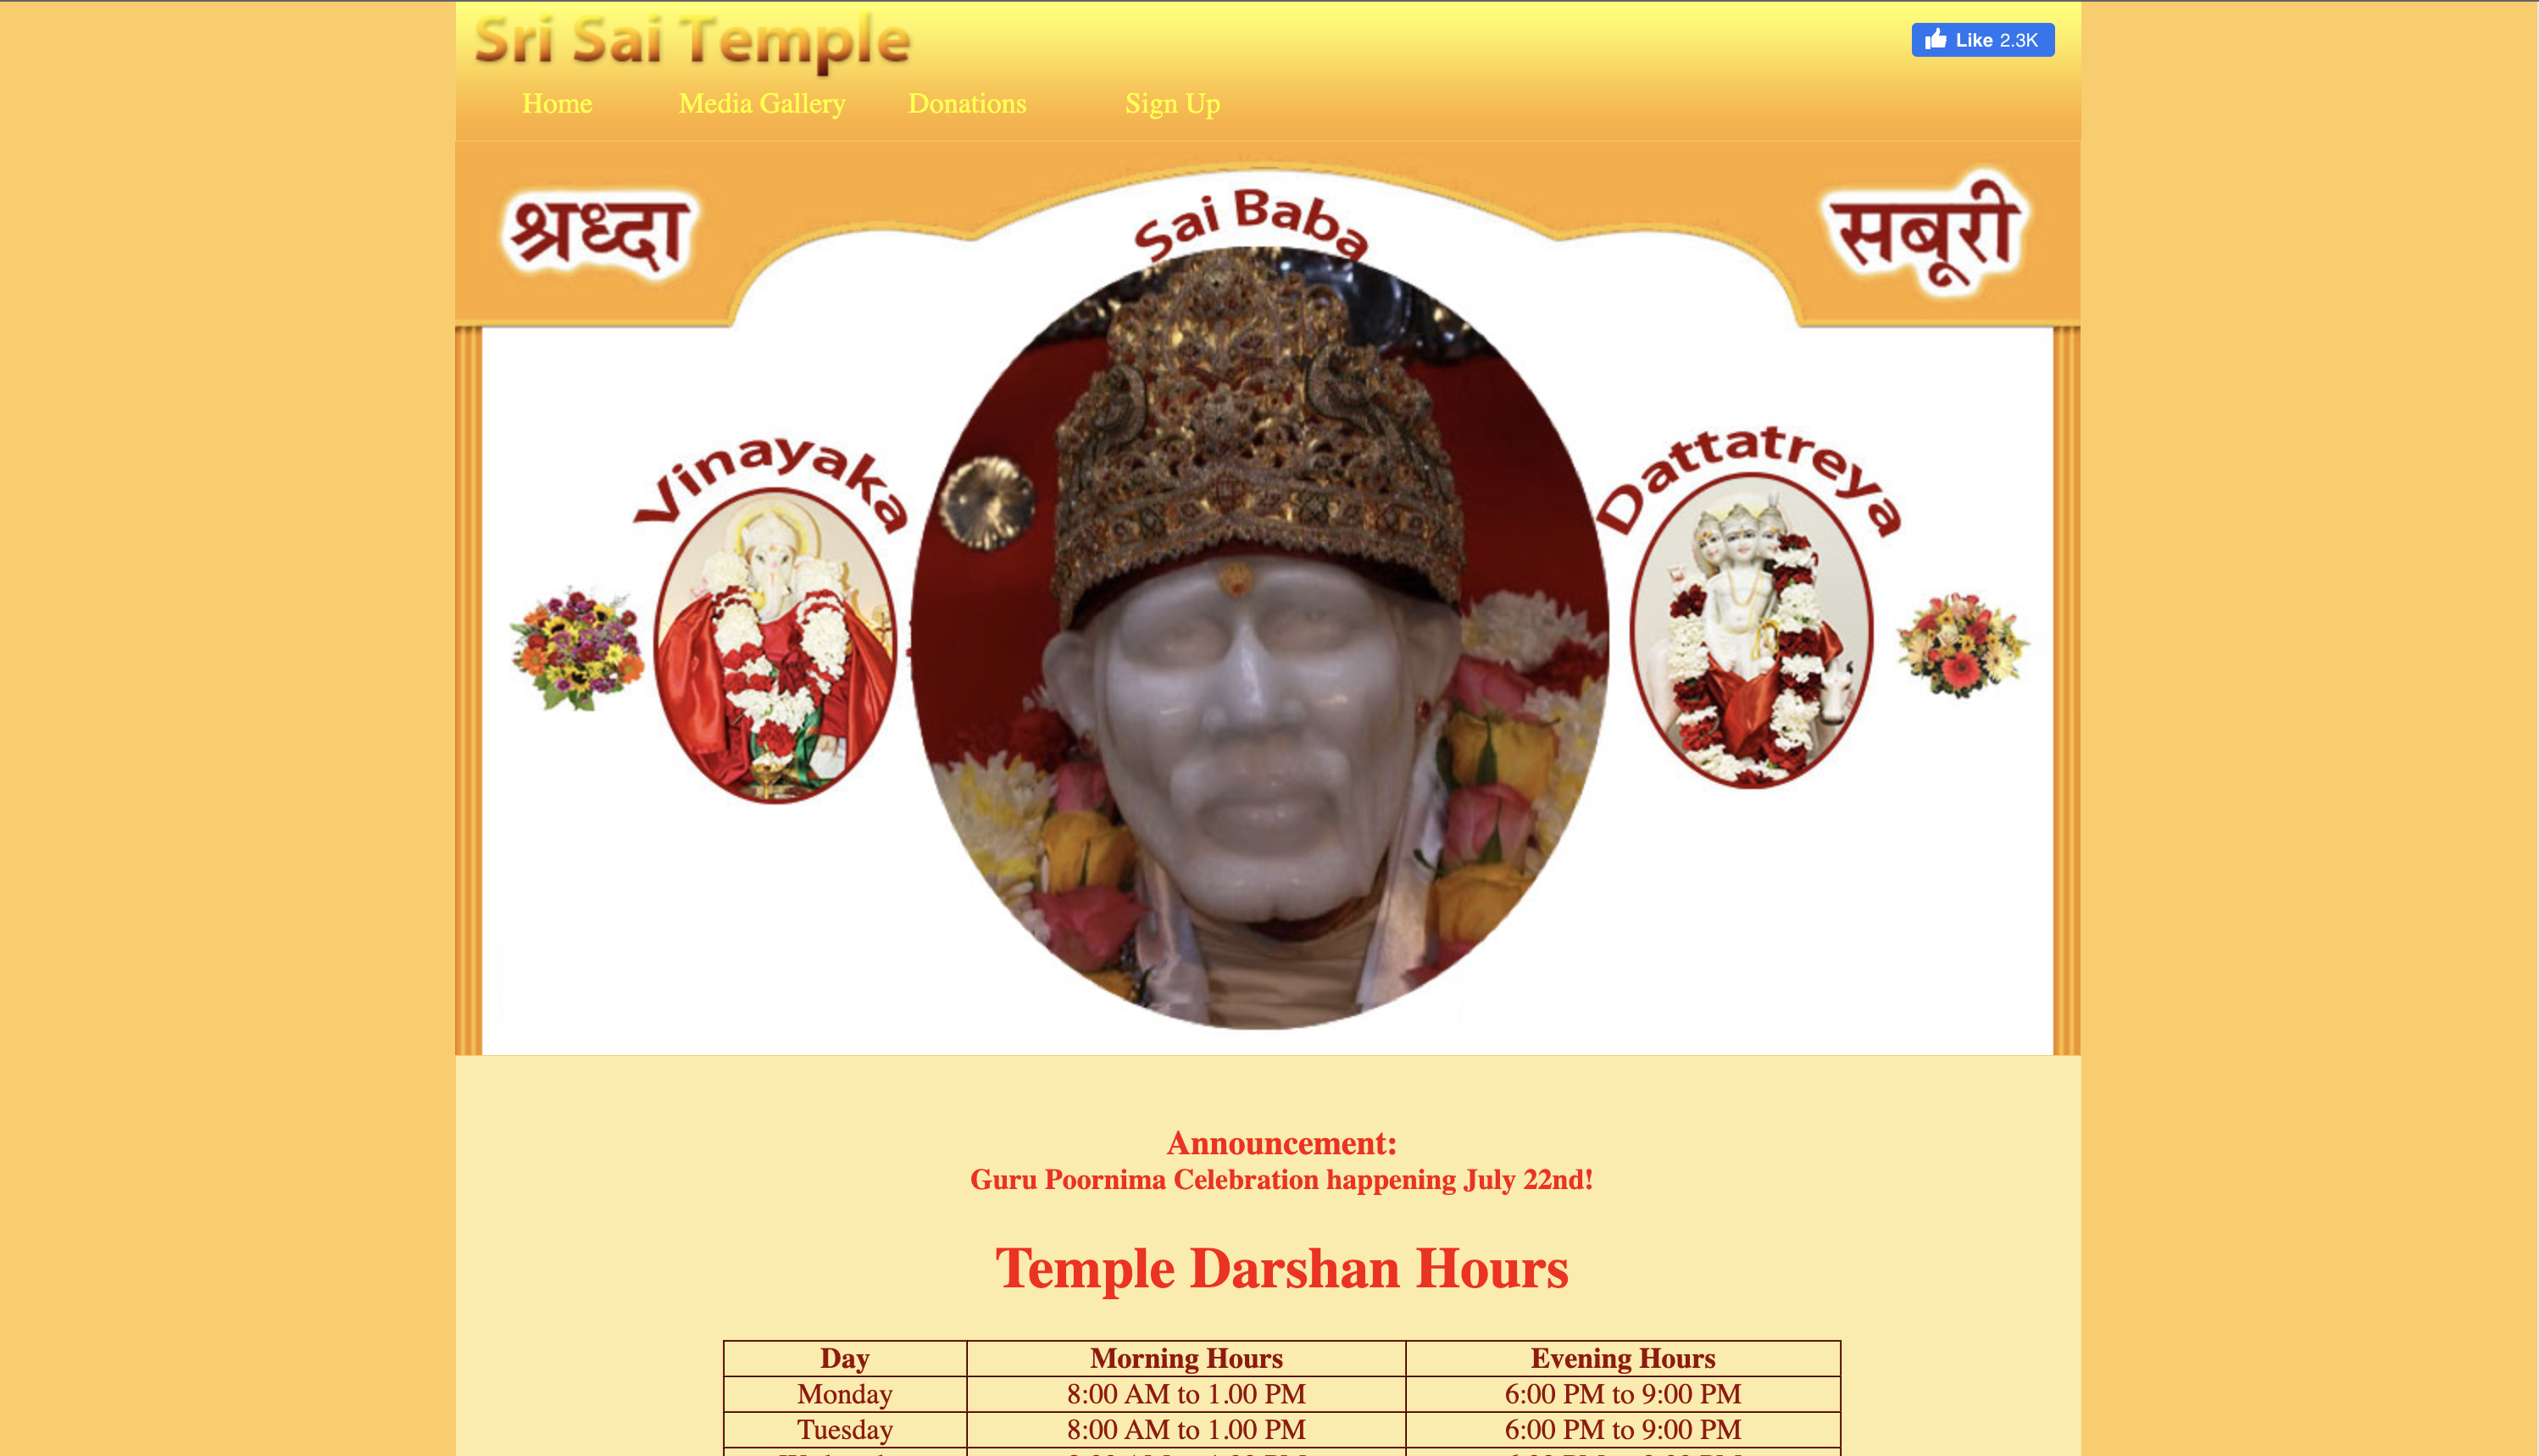 Sri Sai Temple
Like 2.3K
Home Media Gallery Donations Sign Up
श्रध्दा
Sai Baba
सबूरी
Vinayaka
Dattatreya
Announcement:
Guru Poornima Celebration happening July 22nd!
Temple Darshan Hours
Day Morning Hours Evening Hours
Monday 8:00 AM to 1.00 PM 6:00 PM to 9:00 PM
Tuesday 8:00 AM to 1.00 PM 6:00 PM to 9:00 PM